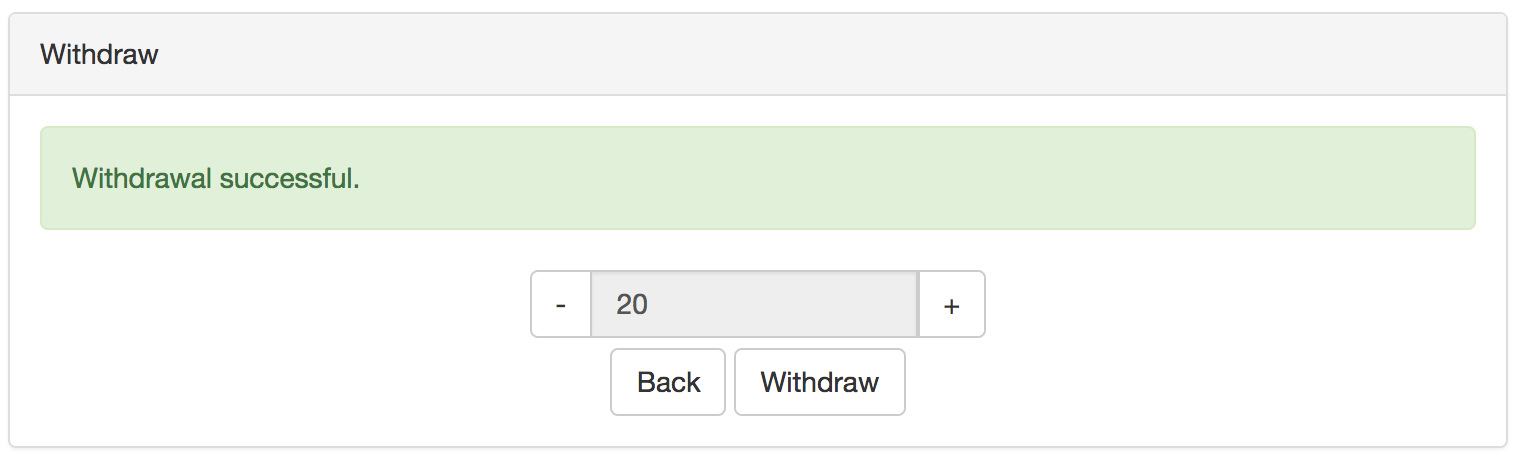 Withdraw
Withdrawal successful.
- 20 +
Back Withdraw